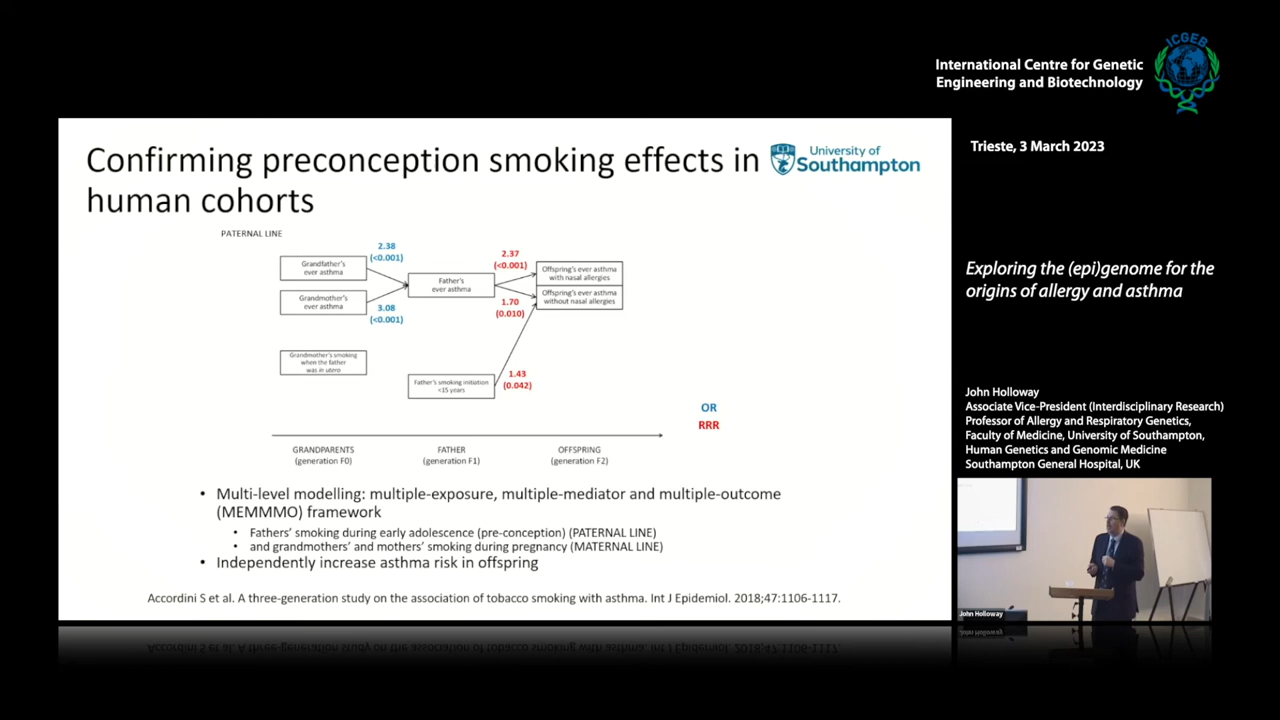 ICGEB
International Centre for Genetic
Engineering and Biotechnology
Trieste, 3 March 2023
Confirming preconception smoking effects in
human cohorts
University of
Southampton
PATERNAL LINE
2.38
(<0.001)
2.37
(<0.001)
Grandfather's
ever asthma
Father's
ever asthma
Offspring's ever asthma
with nasal allergies
Grandmother's
ever asthma
Offspring's ever asthma
without nasal allergies
3.08
(<0.001)
1.70
(0.010)
Grandmother's smoking
when the father
was in utero
Father's smoking initiation
<15 years
1.43
(0.042)
OR
RRR
GRANDPARENTS
(generation F0)
FATHER
(generation F1)
OFFSPRING
(generation F2)
• Multi-level modelling: multiple-exposure, multiple-mediator and multiple-outcome
(MEMMMO) framework
• Fathers' smoking during early adolescence (pre-conception) (PATERNAL LINE)
• and grandmothers' and mothers' smoking during pregnancy (MATERNAL LINE)
• Independently increase asthma risk in offspring
Accordini S et al. A three-generation study on the association of tobacco smoking with asthma. Int J Epidemiol. 2018;47:1106-1117.
Exploring the (epi)genome for the
origins of allergy and asthma
John Holloway
Associate Vice-President (Interdisciplinary Research)
Professor of Allergy and Respiratory Genetics,
Faculty of Medicine, University of Southampton,
Human Genetics and Genomic Medicine
Southampton General Hospital, UK
John Holloway